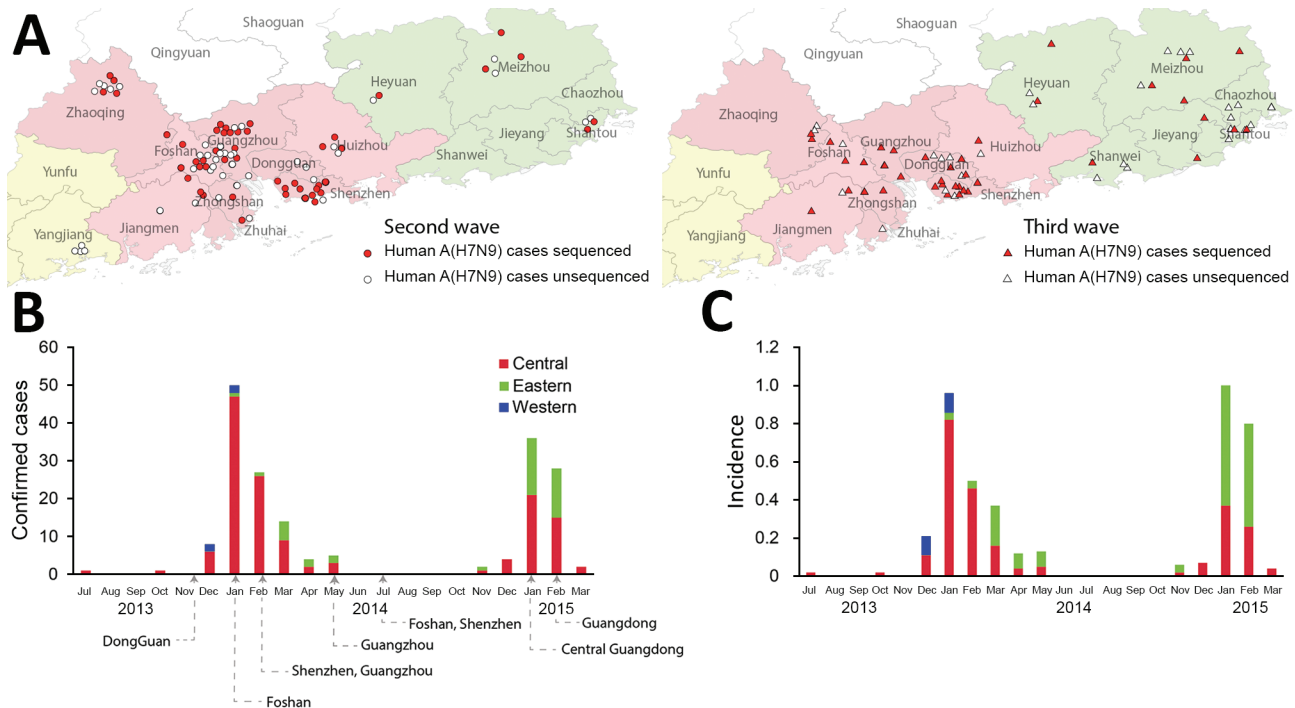 A
Shaoguan
Qingyuan
Meizhou
Heyuan
Chaozhou
Zhaoqing
Guangzhou
Jieyang
Shantou
Foshan
Huizhou
Dongguan
Shanwei
Yunfu
Shenzhen
Zhongshan
Yangjiang
Jiangmen
Zhuhai
Second wave
Human A(H7N9) cases sequenced
Human A(H7N9) cases unsequenced
Shaoguan
Qingyuan
Meizhou
Heyuan
Chaozhou
Zhaoqing
Guangzhou
Jieyang
Shantou
Foshan
Huizhou
Dongguan
Shanwei
Yunfu
Shenzhen
Zhongshan
Yangjiang
Jiangmen
Zhuhai
Third wave
Human A(H7N9) cases sequenced
Human A(H7N9) cases unsequenced
B
Confirmed cases
60
50
40
30
20
10
0
Central
Eastern
Western
Jul Aug Sep Oct Nov Dec Jan Feb Mar Apr May Jun Jul Aug Sep Oct Nov Dec Jan Feb Mar
2013 2014 2015
DongGuan
Foshan, Shenzhen
Guangdong
Guangzhou
Central Guangdong
Shenzhen, Guangzhou
Foshan
C
Incidence
1.2
1.0
0.8
0.6
0.4
0.2
0
Jul Aug Sep Oct Nov Dec Jan Feb Mar Apr May Jun Jul Aug Sep Oct Nov Dec Jan Feb Mar
2013 2014 2015